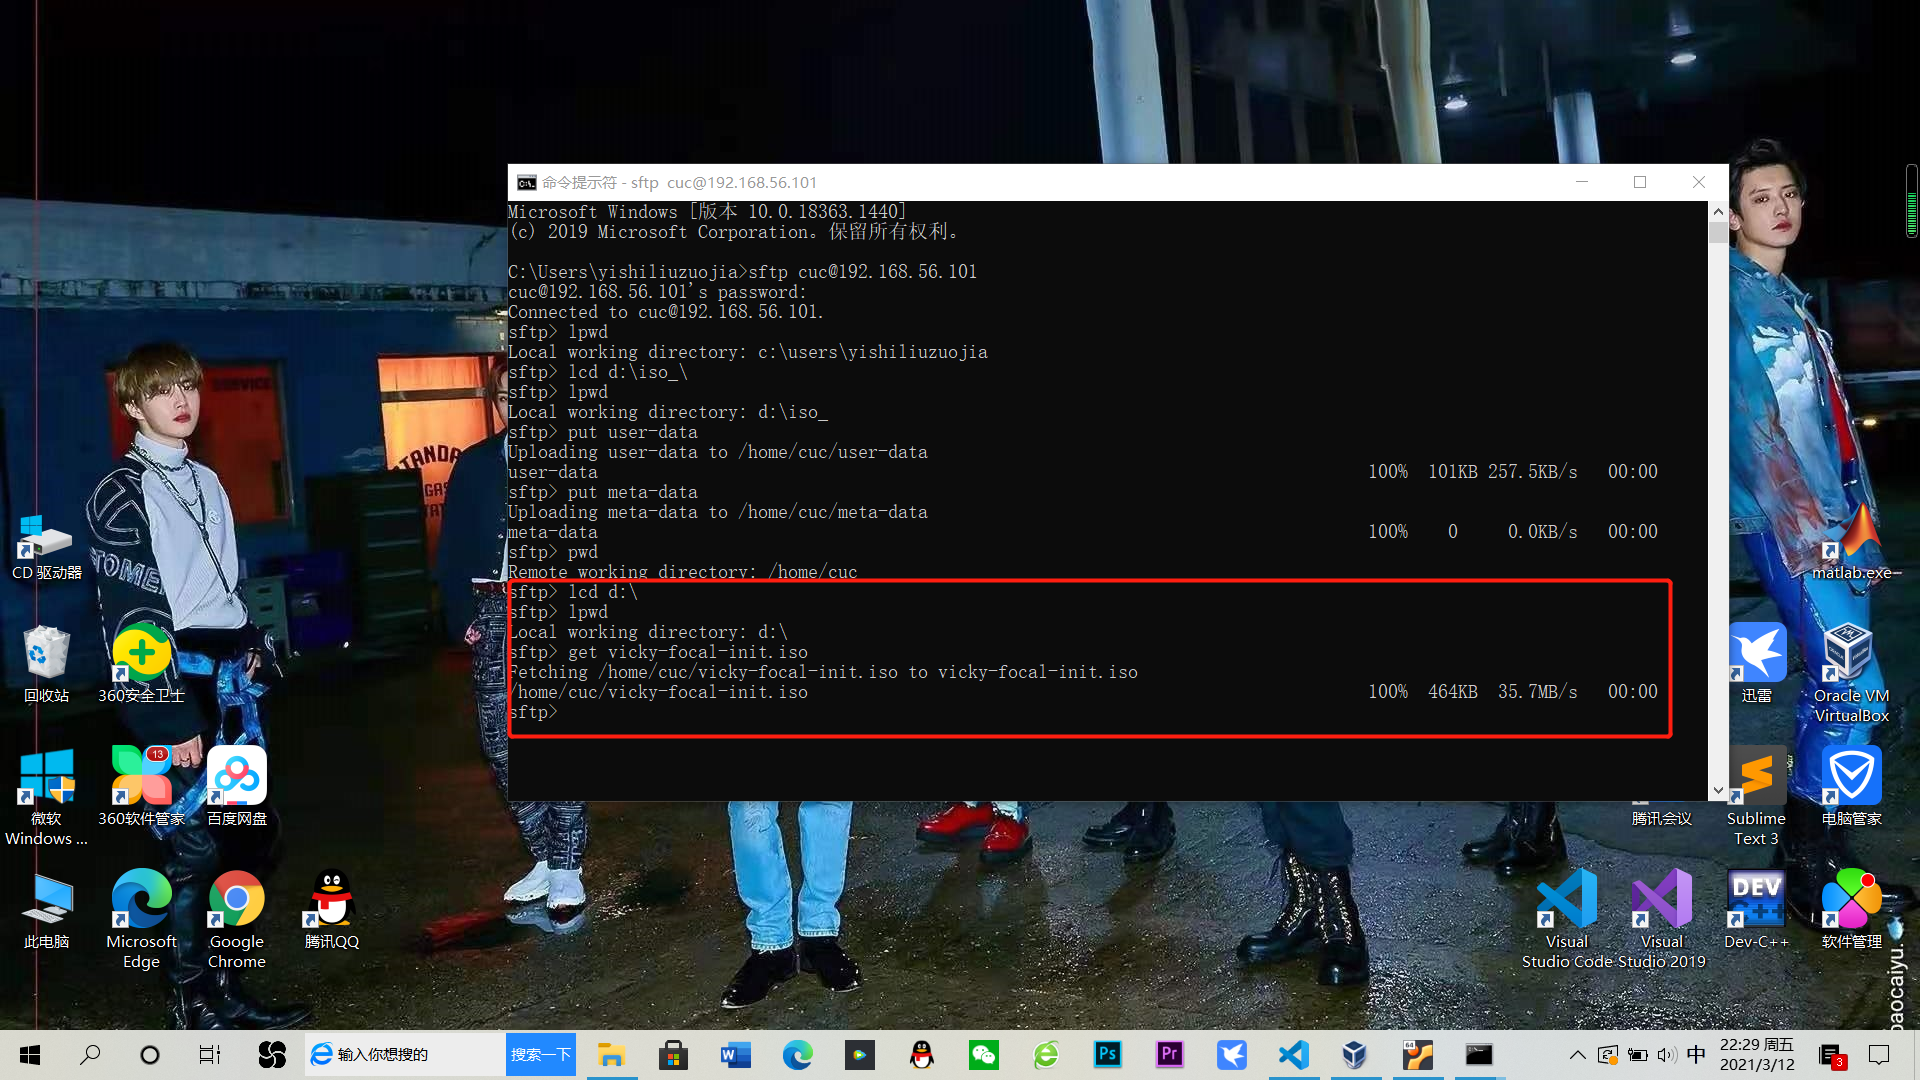 命令提示符 - sftp  cuc@192.168.56.101
Microsoft Windows [版本 10.0.18363.1440]
(c) 2019 Microsoft Corporation。保留所有权利。
C:\Users\yishiliuzuojia>sftp cuc@192.168.56.101
cuc@192.168.56.101's password:
Connected to cuc@192.168.56.101.
sftp> lpwd
Local working directory: c:\users\yishiliuzuojia
sftp> lcd d:\iso_\
sftp> lpwd
Local working directory: d:\iso_
sftp> put user-data
Uploading user-data to /home/cuc/user-data
user-data 100% 101KB 257.5KB/s 00:00
sftp> put meta-data
Uploading meta-data to /home/cuc/meta-data
meta-data 100% 0 0.0KB/s 00:00
sftp> pwd
Remote working directory: /home/cuc
sftp> lcd d:\
sftp> lpwd
Local working directory: d:\
sftp> get vicky-focal-init.iso
Fetching /home/cuc/vicky-focal-init.iso to vicky-focal-init.iso
/home/cuc/vicky-focal-init.iso 100% 464KB 35.7MB/s 00:00
sftp>
SERVICE
CD 驱动器
matlab.exe
回收站
360安全卫士
迅雷
Oracle VM
VirtualBox
13
微软
Windows ...
360软件管家
百度网盘
腾讯会议
Sublime
Text 3
电脑管家
DEV
C++
此电脑
Microsoft
Edge
Google
Chrome
腾讯QQ
Visual
Studio Code
Visual
Studio 2019
Dev-C++
软件管理
输入你想搜的
搜索一下
Ps
Pr
64
中
22:29 周五
2021/3/12
3